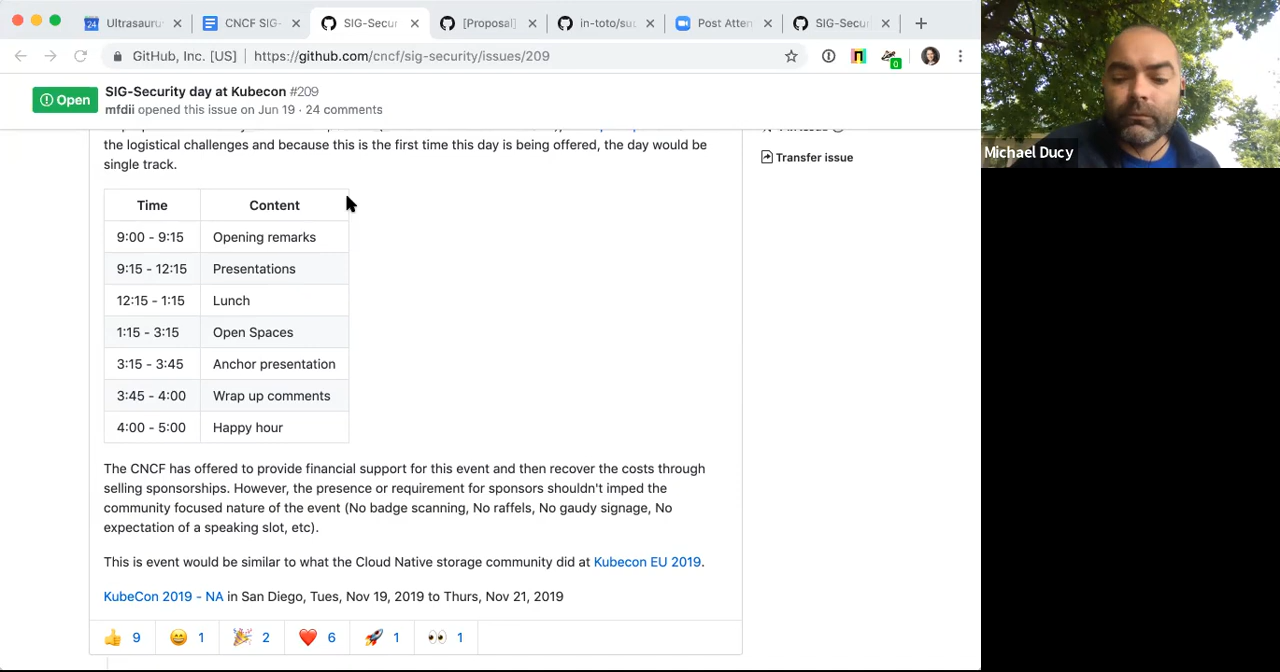 Ultrasaur
CNCF SIG-
SIG-Secur
[Proposal]
in-toto/su
Post Atten
SIG-Secur
GitHub, Inc. [US]
https://github.com/cncf/sig-security/issues/209
Open
SIG-Security day at Kubecon #209
mfdii opened this issue on Jun 19 · 24 comments
the logistical challenges and because this is the first time this day is being offered, the day would be
single track.
Transfer issue
Michael Ducy
Time Content
9:00 - 9:15 Opening remarks
9:15 - 12:15 Presentations
12:15 - 1:15 Lunch
1:15 - 3:15 Open Spaces
3:15 - 3:45 Anchor presentation
3:45 - 4:00 Wrap up comments
4:00 - 5:00 Happy hour
The CNCF has offered to provide financial support for this event and then recover the costs through
selling sponsorships. However, the presence or requirement for sponsors shouldn't imped the
community focused nature of the event (No badge scanning, No raffels, No gaudy signage, No
expectation of a speaking slot, etc).
This is event would be similar to what the Cloud Native storage community did at Kubecon EU 2019.
KubeCon 2019 - NA in San Diego, Tues, Nov 19, 2019 to Thurs, Nov 21, 2019
9 1 2 6 1 1